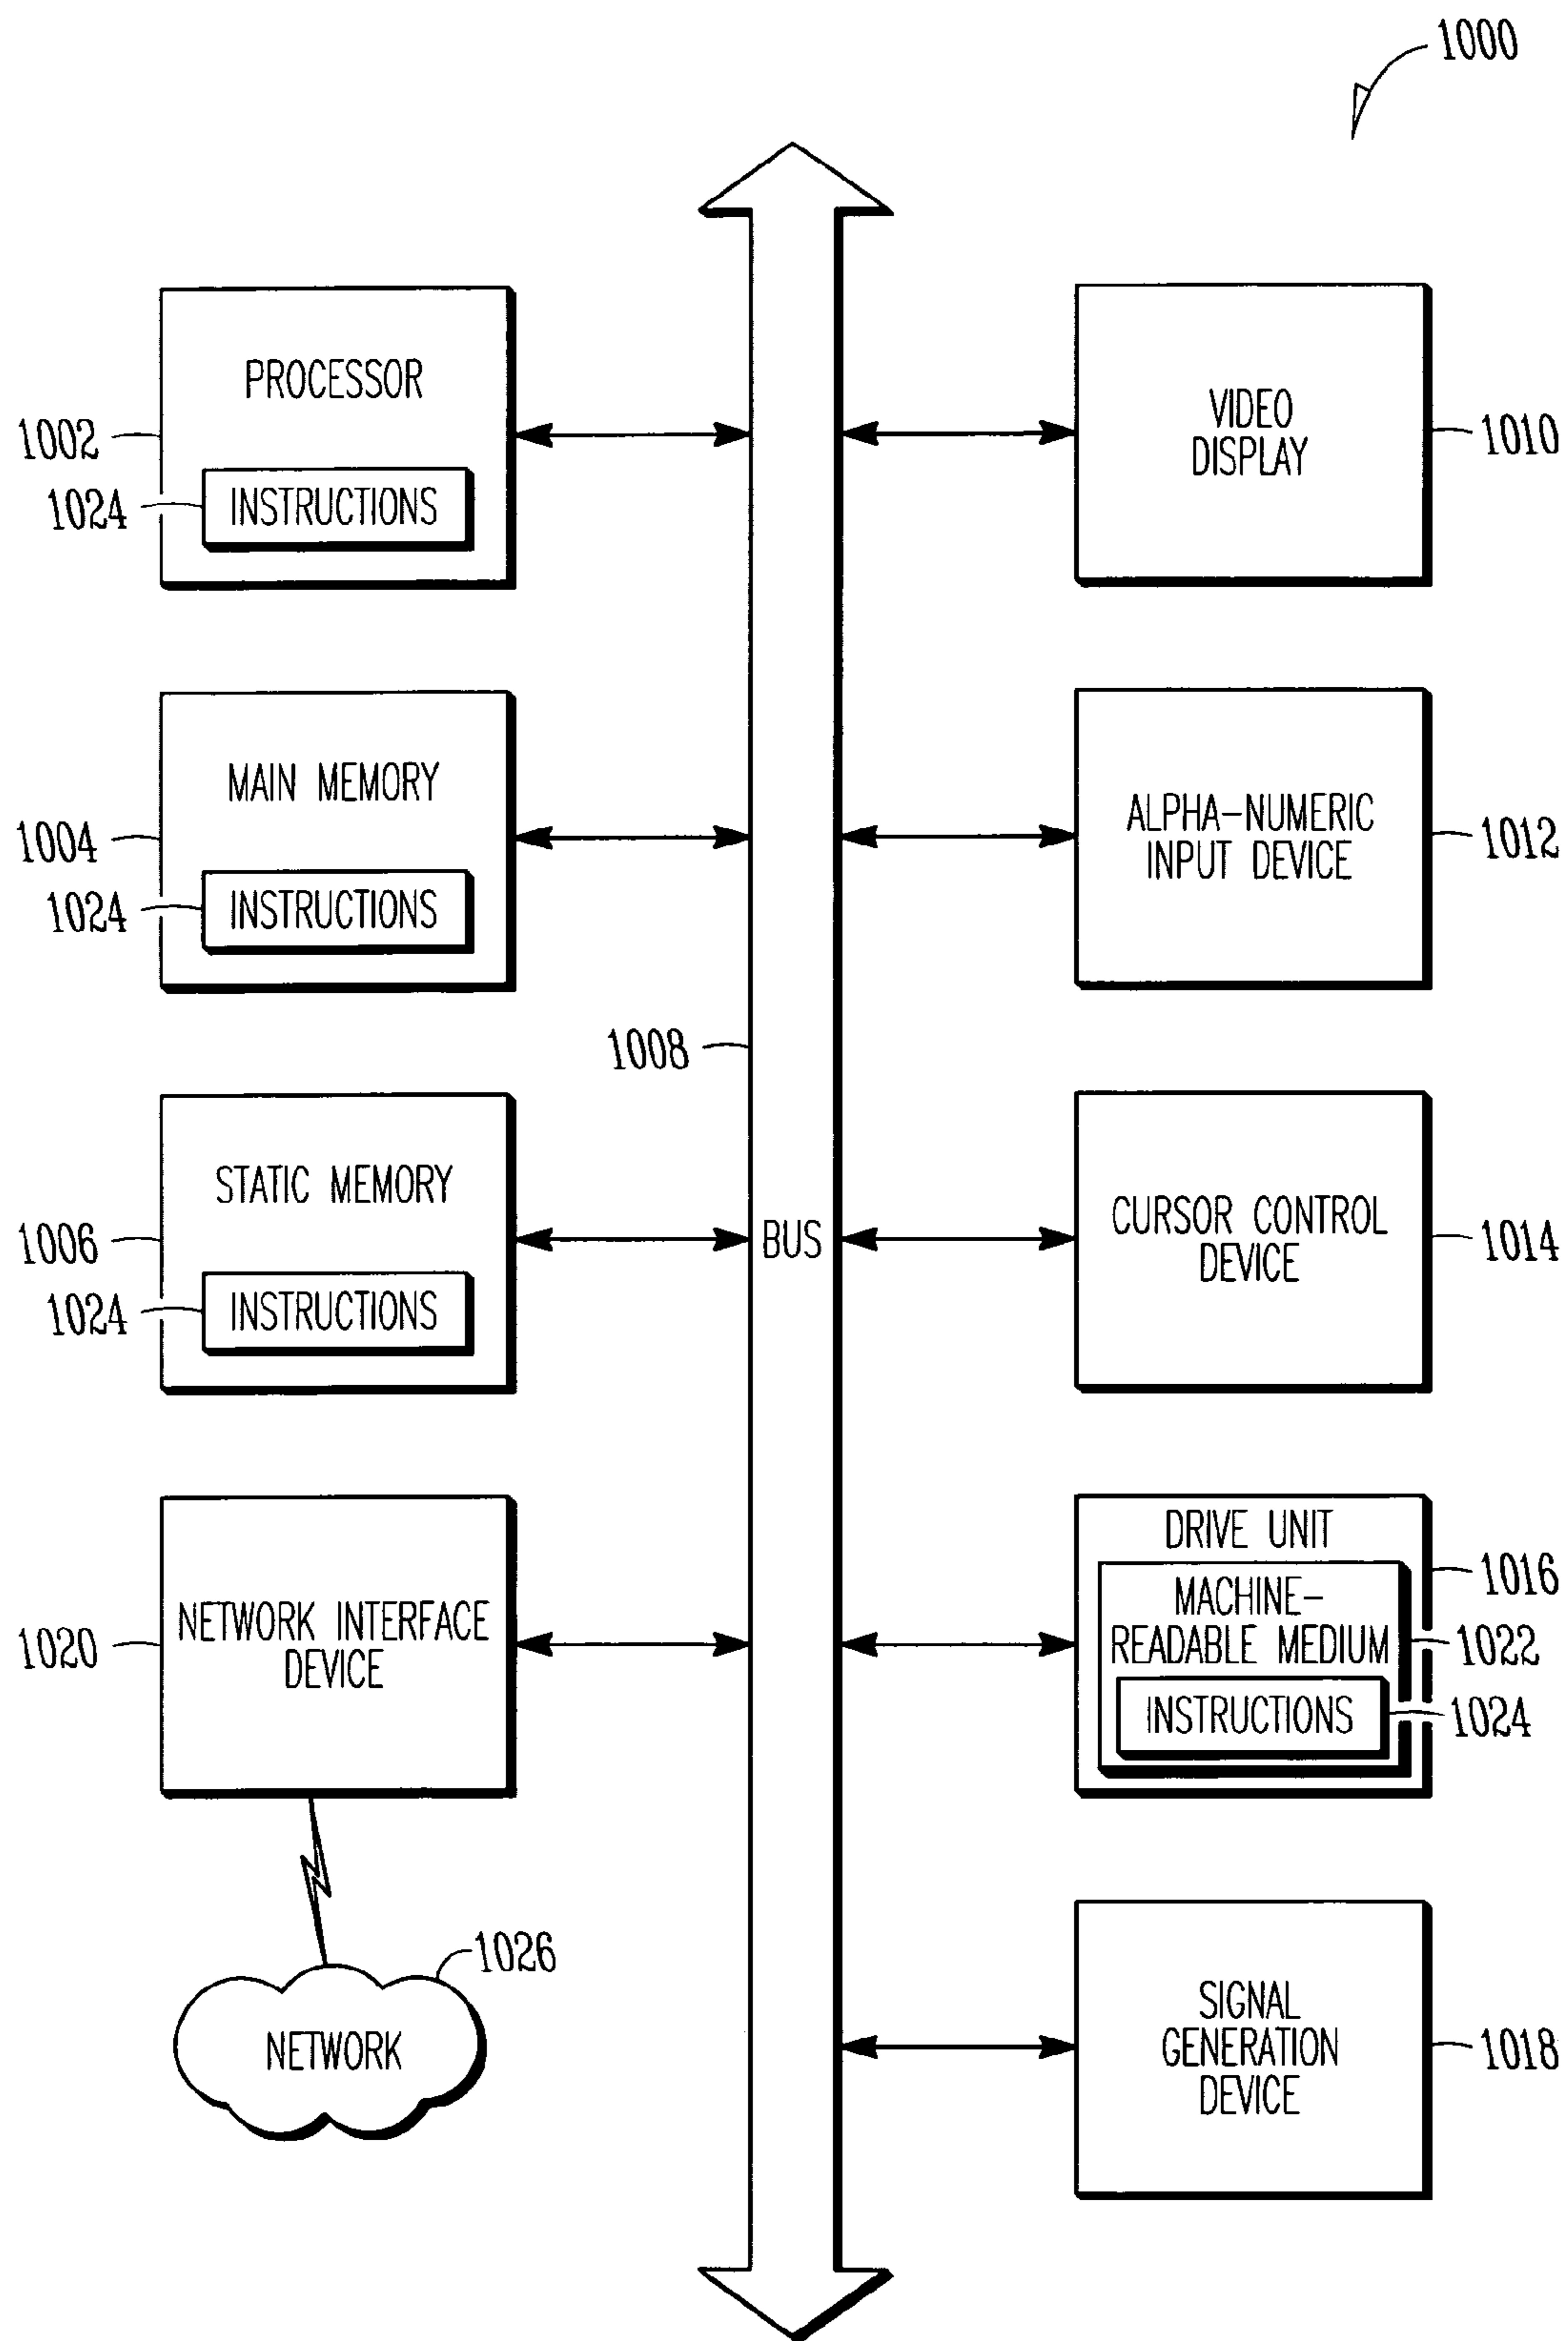 1000
PROCESSOR
1002
1024
INSTRUCTIONS
VIDEO
DISPLAY
1010
MAIN MEMORY
1004
1024
INSTRUCTIONS
ALPHA-NUMERIC
INPUT DEVICE
1012
1008
STATIC MEMORY
1006
1024
INSTRUCTIONS
BUS
CURSOR CONTROL
DEVICE
1014
NETWORK INTERFACE
DEVICE
1020
DRIVE UNIT
1016
MACHINE-
READABLE MEDIUM
1022
INSTRUCTIONS
1024
1026
NETWORK
SIGNAL
GENERATION
DEVICE
1018